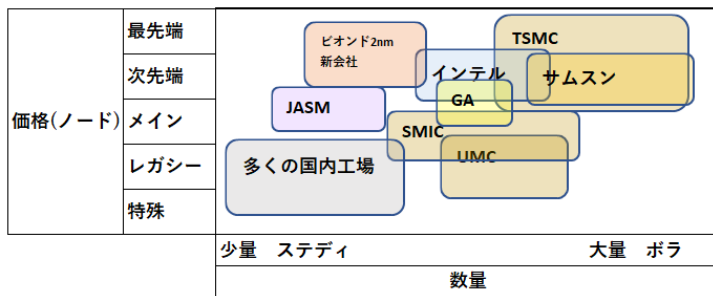 価格(ノード)
最先端
次先端
メイン
レガシー
特殊
ビオンド2nm
新会社
TSMC
インテル
サムスン
JASM
GA
SMIC
UMC
多くの国内工場
少量　ステディ
大量　ボラ
数量